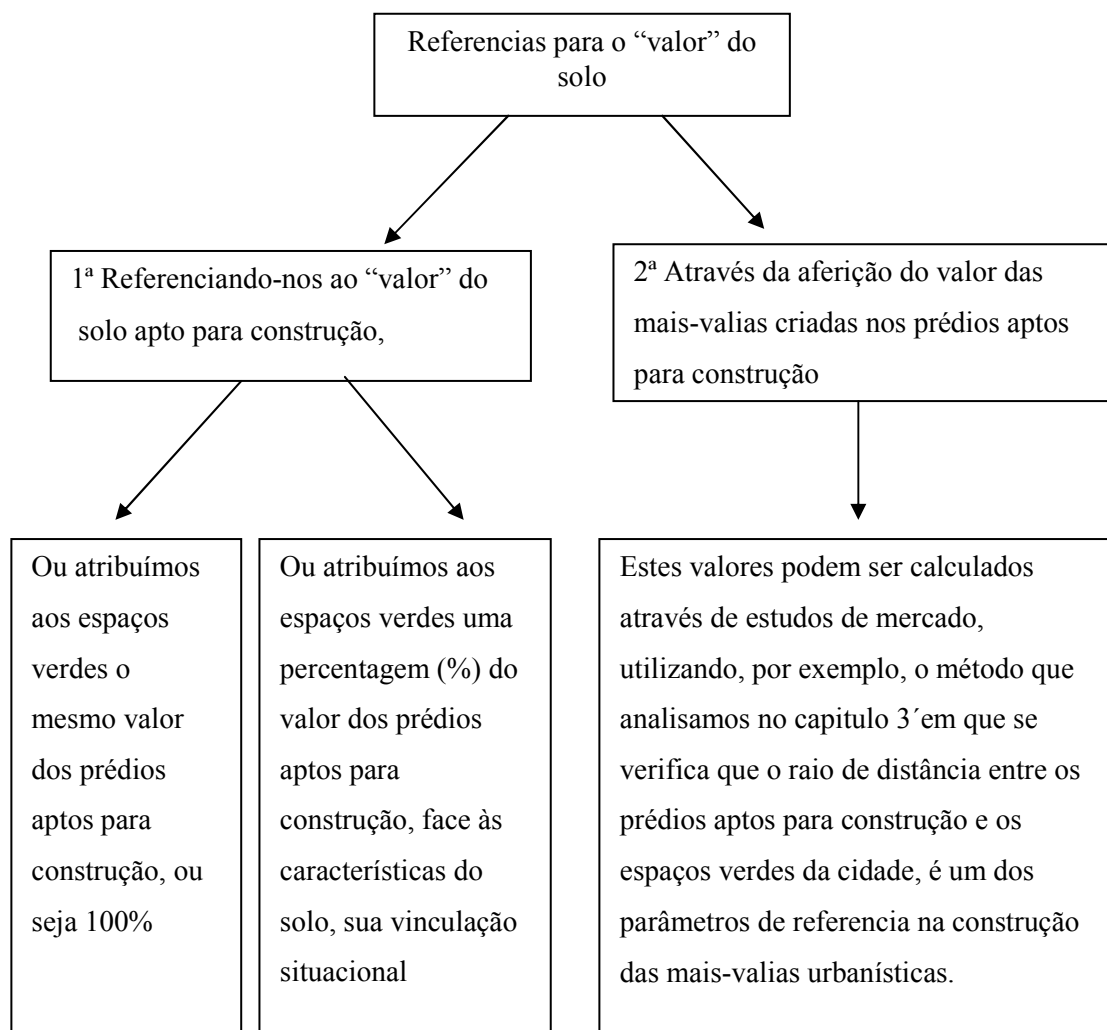 Referencias para o “valor” do
solo
1ª Referenciando-nos ao “valor” do
solo apto para construção,
2ª Através da aferição do valor das
mais-valias criadas nos prédios aptos
para construção
Ou atribuímos
aos espaços
verdes o
mesmo valor
dos prédios
aptos para
construção, ou
seja 100%
Ou atribuímos aos
espaços verdes uma
percentagem (%) do
valor dos prédios
aptos para
construção, face às
características do
solo, sua vinculação
situacional
Estes valores podem ser calculados
através de estudos de mercado,
utilizando, por exemplo, o método que
analisamos no capitulo 3´em que se
verifica que o raio de distância entre os
prédios aptos para construção e os
espaços verdes da cidade, é um dos
parâmetros de referencia na construção
das mais-valias urbanísticas.